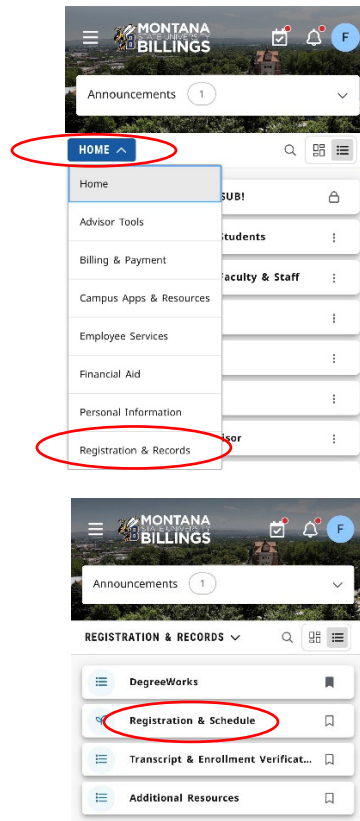 MONTANA
STATE UNIVERSITY
BILLINGS
F
Announcements 1
HOME
Home
SUB!
Advisor Tools
Students
Billing & Payment
Faculty & Staff
Campus Apps & Resources
Employee Services
Financial Aid
Personal Information
Registration & Records
MONTANA
STATE UNIVERSITY
BILLINGS
F
Announcements 1
REGISTRATION & RECORDS
DegreeWorks
Registration & Schedule
Transcript & Enrollment Verificat...
Additional Resources